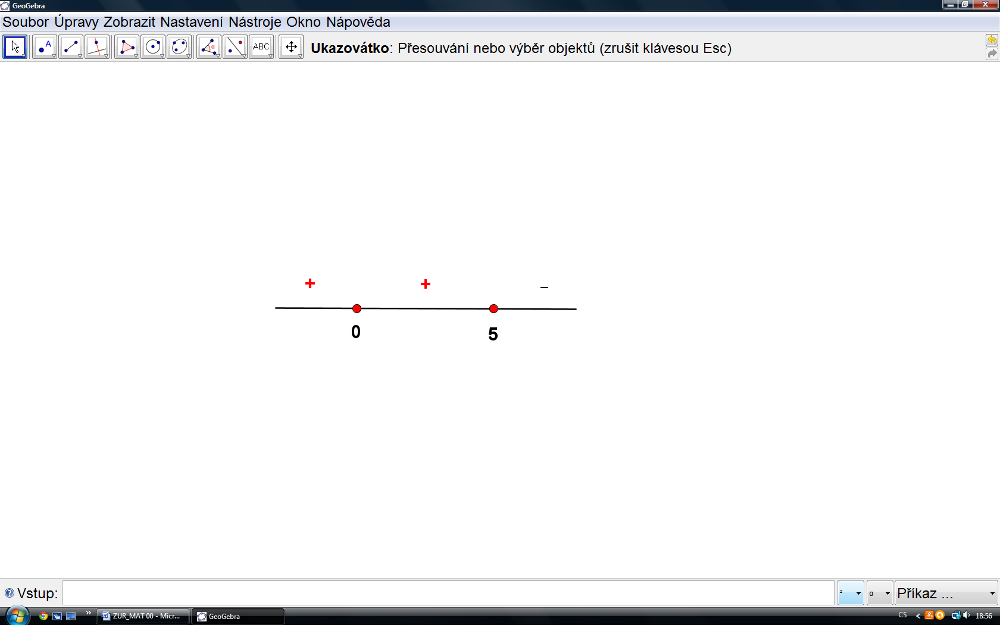 GeoGebra
Soubor Úpravy Zobrazit Nastavení Nástroje Okno Nápověda
A α ABC Ukazovátko: Přesouvání nebo výběr objektů (zrušit klávesou Esc)
+ + –
0 5
Vstup: ² α Příkaz ...
» ZUR_MAT 00 - Micr... GeoGebra CS < 18:56